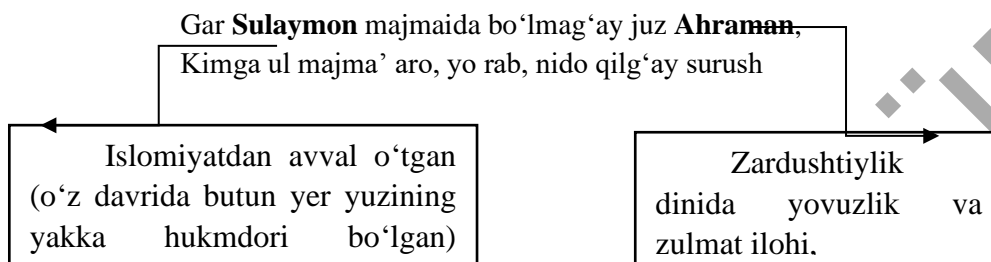 Gar Sulaymon majmaida bo‘lmag‘ay juz Ahraman,
Kimga ul majma’ aro, yo rab, nido qilg‘ay surush
Islomiyatdan avval o‘tgan
(o‘z davrida butun yer yuzining
yakka hukmdori bo‘lgan)
Zardushtiylik
dinida yovuzlik va
zulmat ilohi,